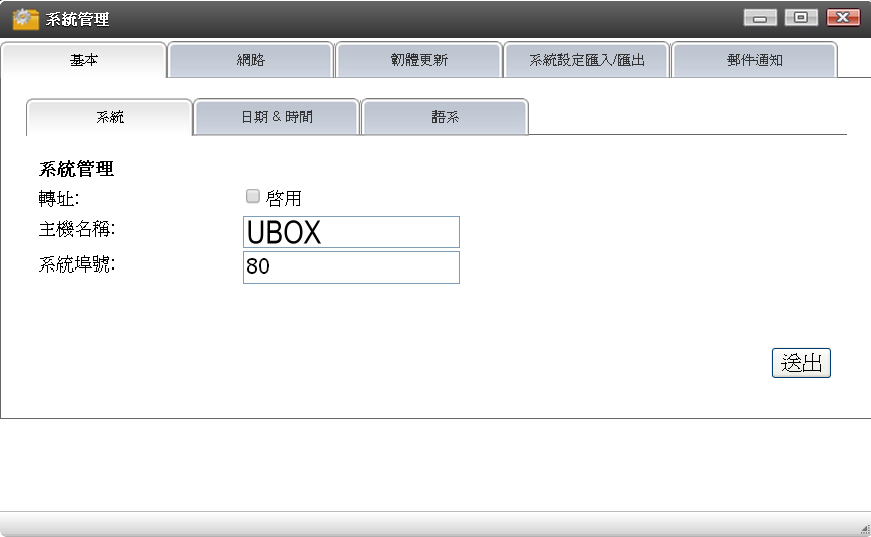 系統管理
基本 網路 韌體更新 系統設定匯入/匯出 郵件通知
系統 日期 & 時間 語系
系統管理
轉址: 啓用
主機名稱: UBOX
系統埠號: 80
送出